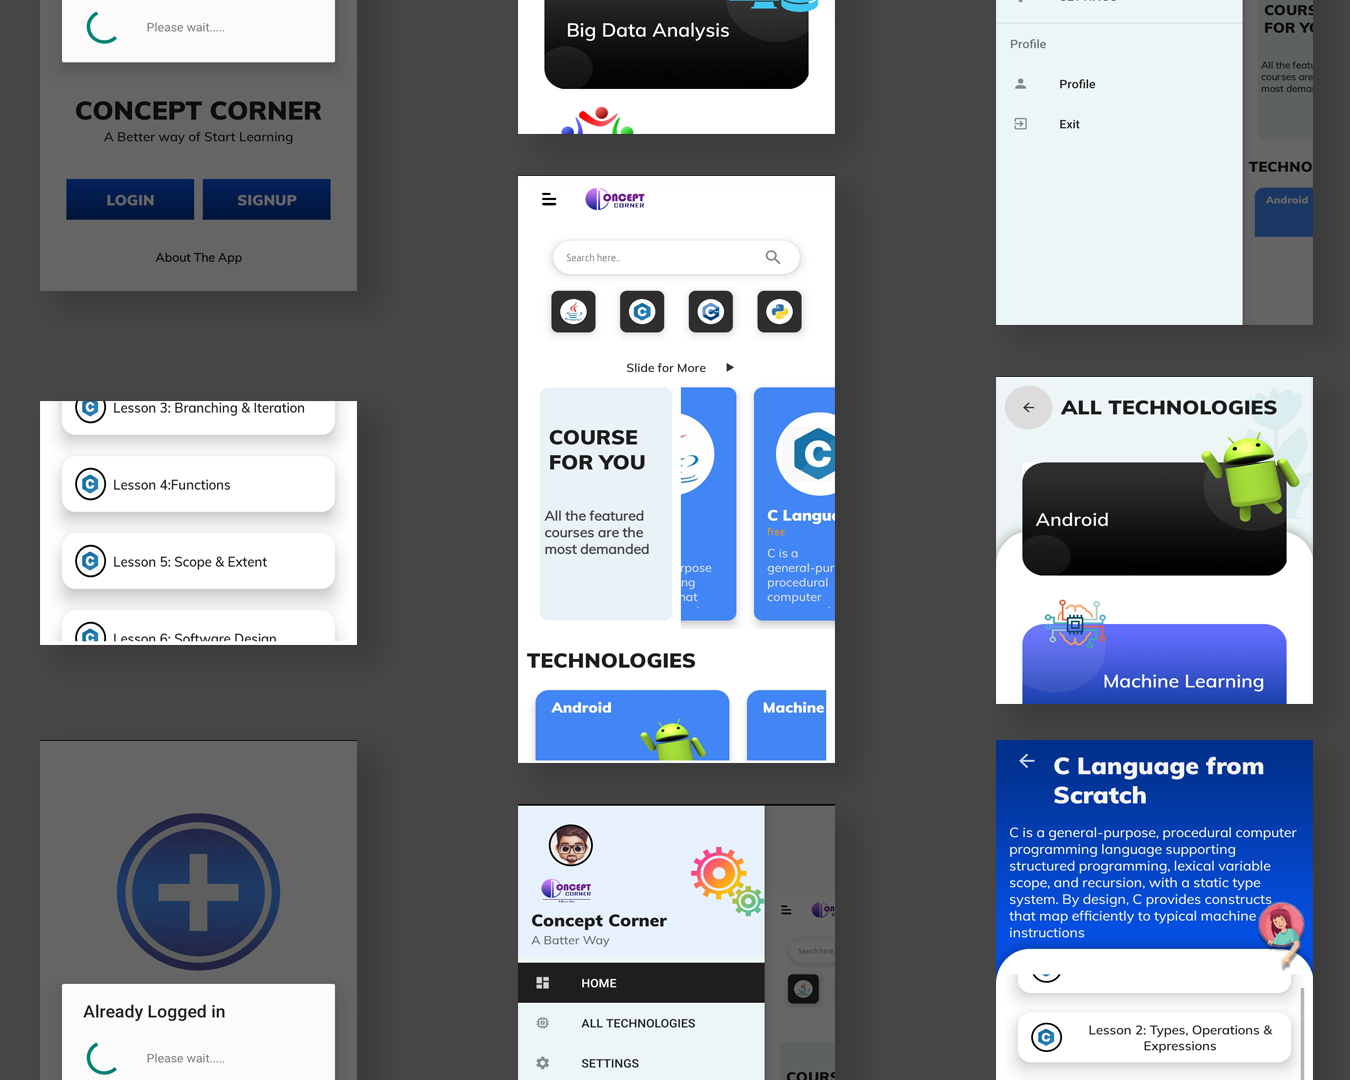 Please wait.....
CONCEPT CORNER
A Better way of Start Learning
LOGIN
SIGNUP
About The App
Lesson 3: Branching & Iteration
Lesson 4:Functions
Lesson 5: Scope & Extent
Lesson 6: Software Design
Already Logged in
Please wait.....
Big Data Analysis
ONCEPT
CORNER
Search here..
Slide for More
COURSE
FOR YOU
All the featured
courses are the
most demanded
rpose
ng
hat
C Langu
Free
C is a
general-pur
procedural
computer
TECHNOLOGIES
Android
Machine
ONCEPT
CORNER
Concept Corner
A Batter Way
HOME
ALL TECHNOLOGIES
SETTINGS
Search here
COURS
Profile
Profile
Exit
COURS
FOR YO
All the featu
courses are
most dema
TECHNO
Android
ALL TECHNOLOGIES
Android
Machine Learning
C Language from
Scratch
C is a general-purpose, procedural computer
programming language supporting
structured programming, lexical variable
scope, and recursion, with a static type
system. By design, C provides constructs
that map efficiently to typical machine
instructions
Lesson 2: Types, Operations &
Expressions